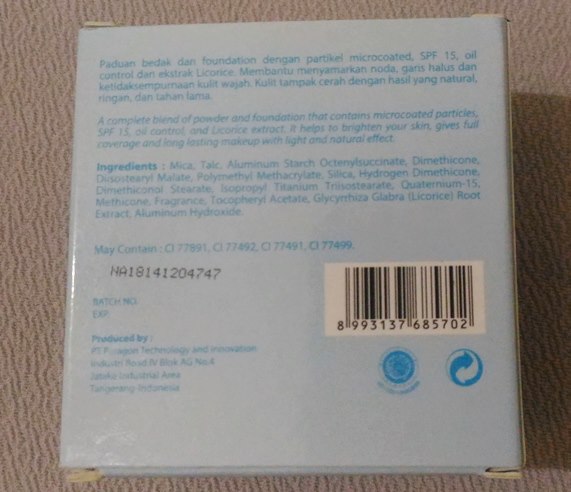 Paduan bedak dan foundation dengan partikel microcoated, SPF 15, oil
control dan ekstrak Licorice. Membantu menyamarkan noda, garis halus dan
ketidaksempurnaan kulit wajah. Kulit tampak cerah dengan hasil yang natural,
ringan, dan tahan lama.
A complete blend of powder and foundation that contains microcoated particles,
SPF 15, oil control, and Licorice extract. It helps to brighten your skin, gives full
coverage and long lasting makeup with light and natural effect.
Ingredients : Mica, Talc, Aluminum Starch Octenylsuccinate, Dimethicone,
Diisostearyl Malate, Polymethyl Methacrylate, Silica, Hydrogen Dimethicone,
Dimethiconol Stearate, Isopropyl Titanium Triisostearate, Quaternium-15,
Methicone, Fragrance, Tocopheryl Acetate, Glycyrrhiza Glabra (Licorice) Root
Extract, Aluminum Hydroxide.
May Contain : CI 77891, CI 77492, CI 77491, CI 77499.
NA18141204747
BATCH NO.
EXP.
8 993137 685702
Produced by :
PT Paragon Technology and Innovation
Industri Road IV Blok AG No.4
Jatake Industrial Area
Tangerang-Indonesia